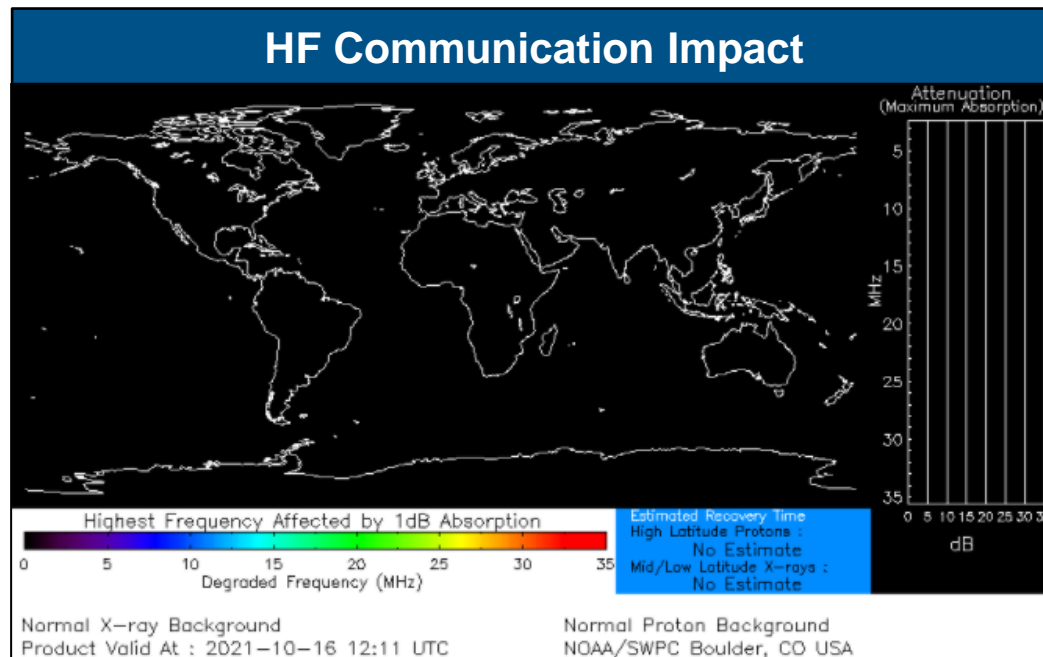 HF Communication Impact
Attenuation
(Maximum Absorption)
5
10
15
20
25
30
35
MHz
0 5 10 15 20 25 30
dB
Highest Frequency Affected by 1dB Absorption
0 5 10 15 20 25 30 35
Degraded Frequency (MHz)
Estimated Recovery Time
High Latitude Protons :
No Estimate
Mid/Low Latitude X-rays :
No Estimate
Normal X-ray Background
Product Valid At : 2021-10-16 12:11 UTC
Normal Proton Background
NOAA/SWPC Boulder, CO USA